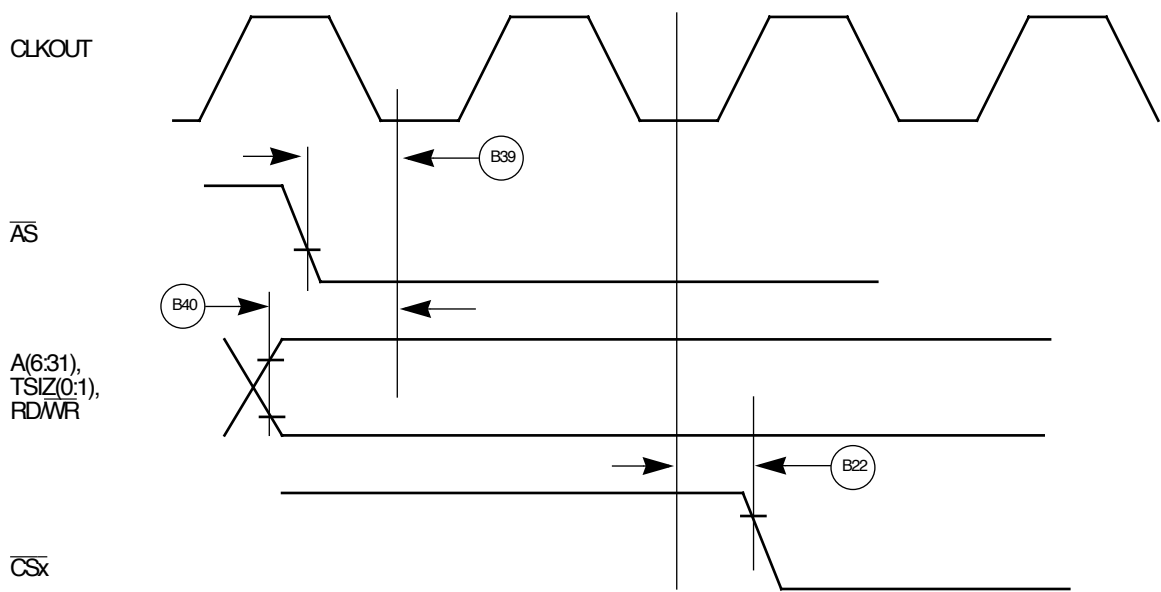 CLKOUT
B39
AS
B40
A(6:31),
TSIZ(0:1),
RD/WR
B22
CSx